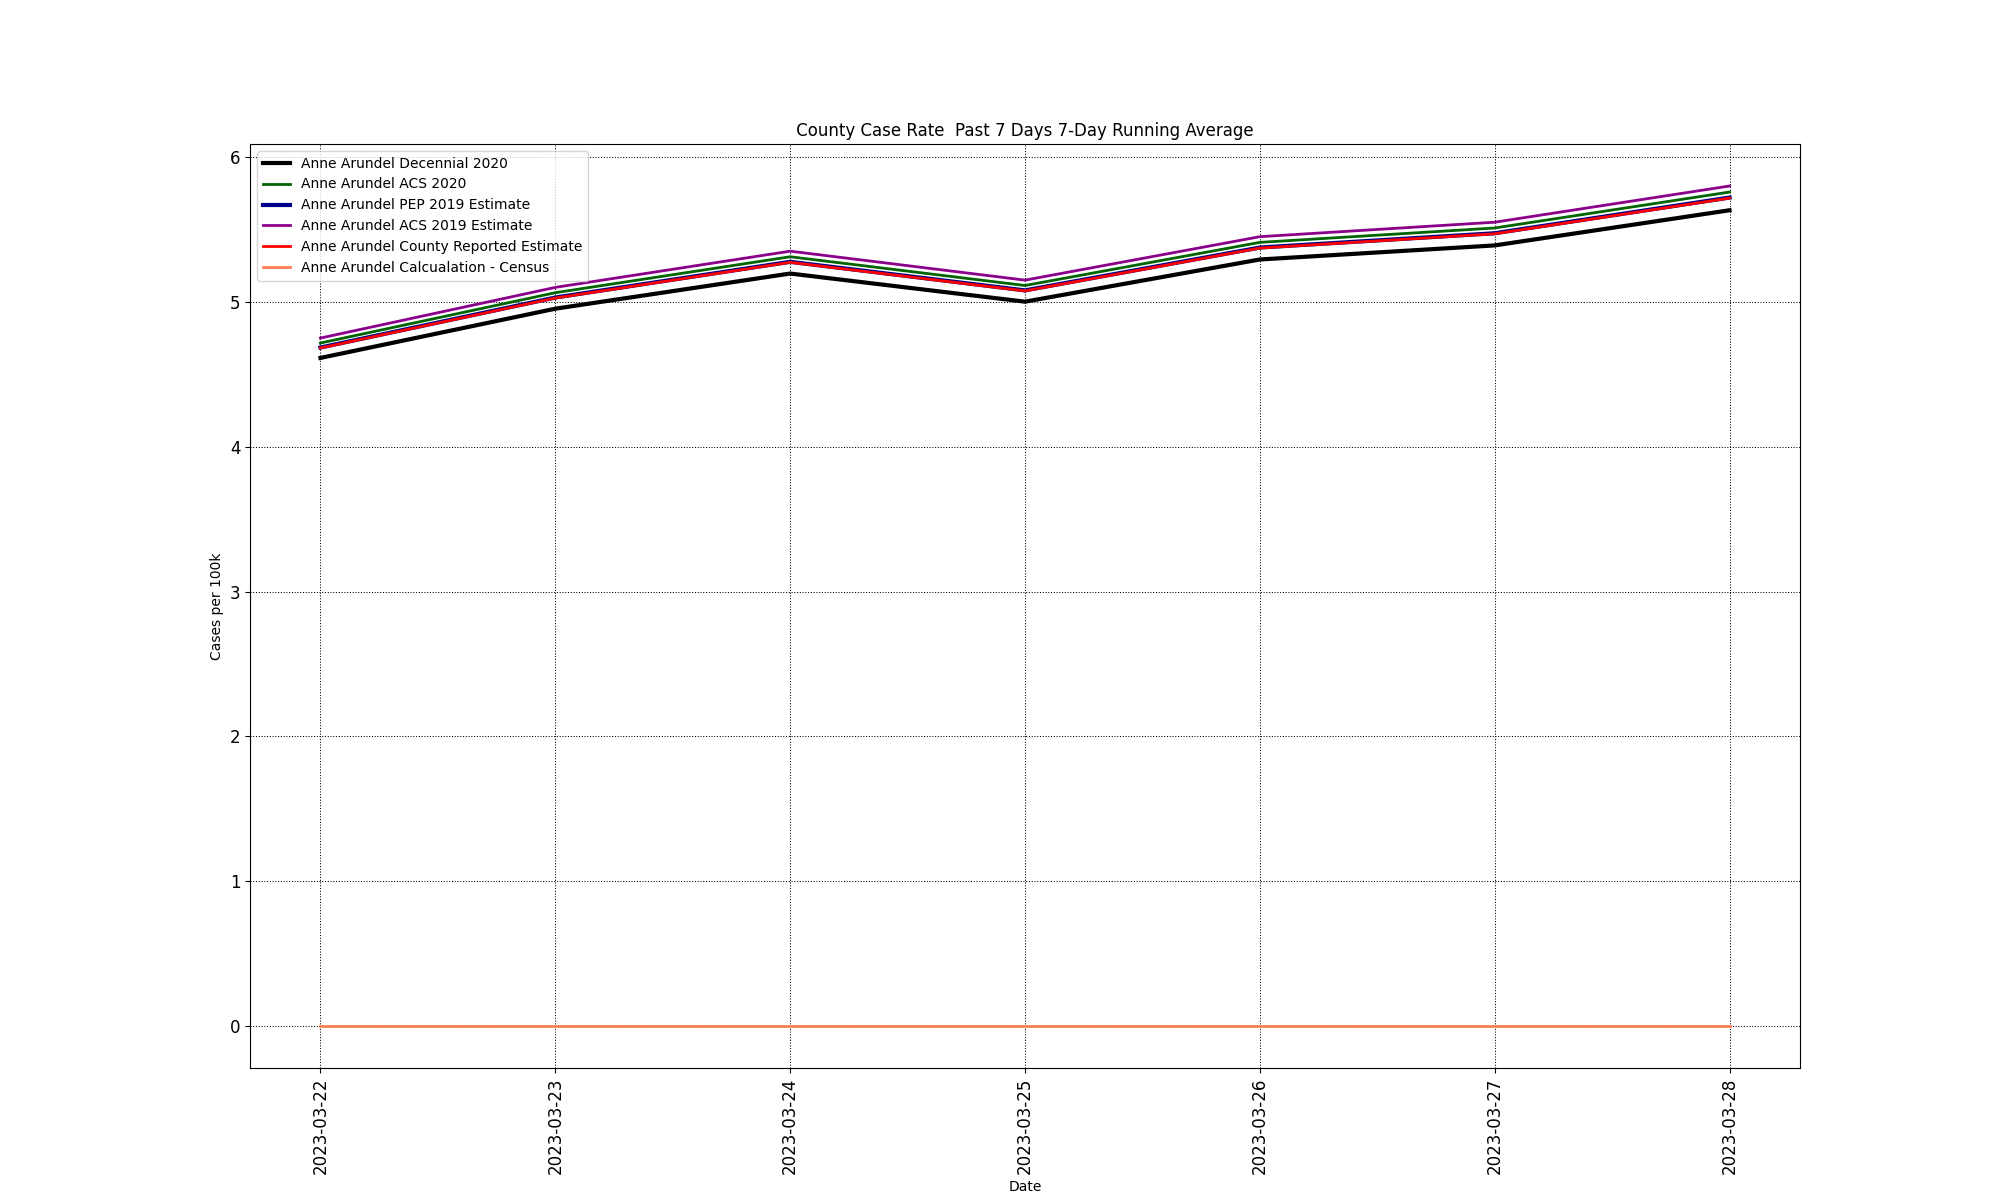 County Case Rate  Past 7 Days 7-Day Running Average
Anne Arundel Decennial 2020
Anne Arundel ACS 2020
Anne Arundel PEP 2019 Estimate
Anne Arundel ACS 2019 Estimate
Anne Arundel County Reported Estimate
Anne Arundel Calcualation - Census
6
5
4
3
2
1
0
Cases per 100k
2023-03-22
2023-03-23
2023-03-24
2023-03-25
2023-03-26
2023-03-27
2023-03-28
Date